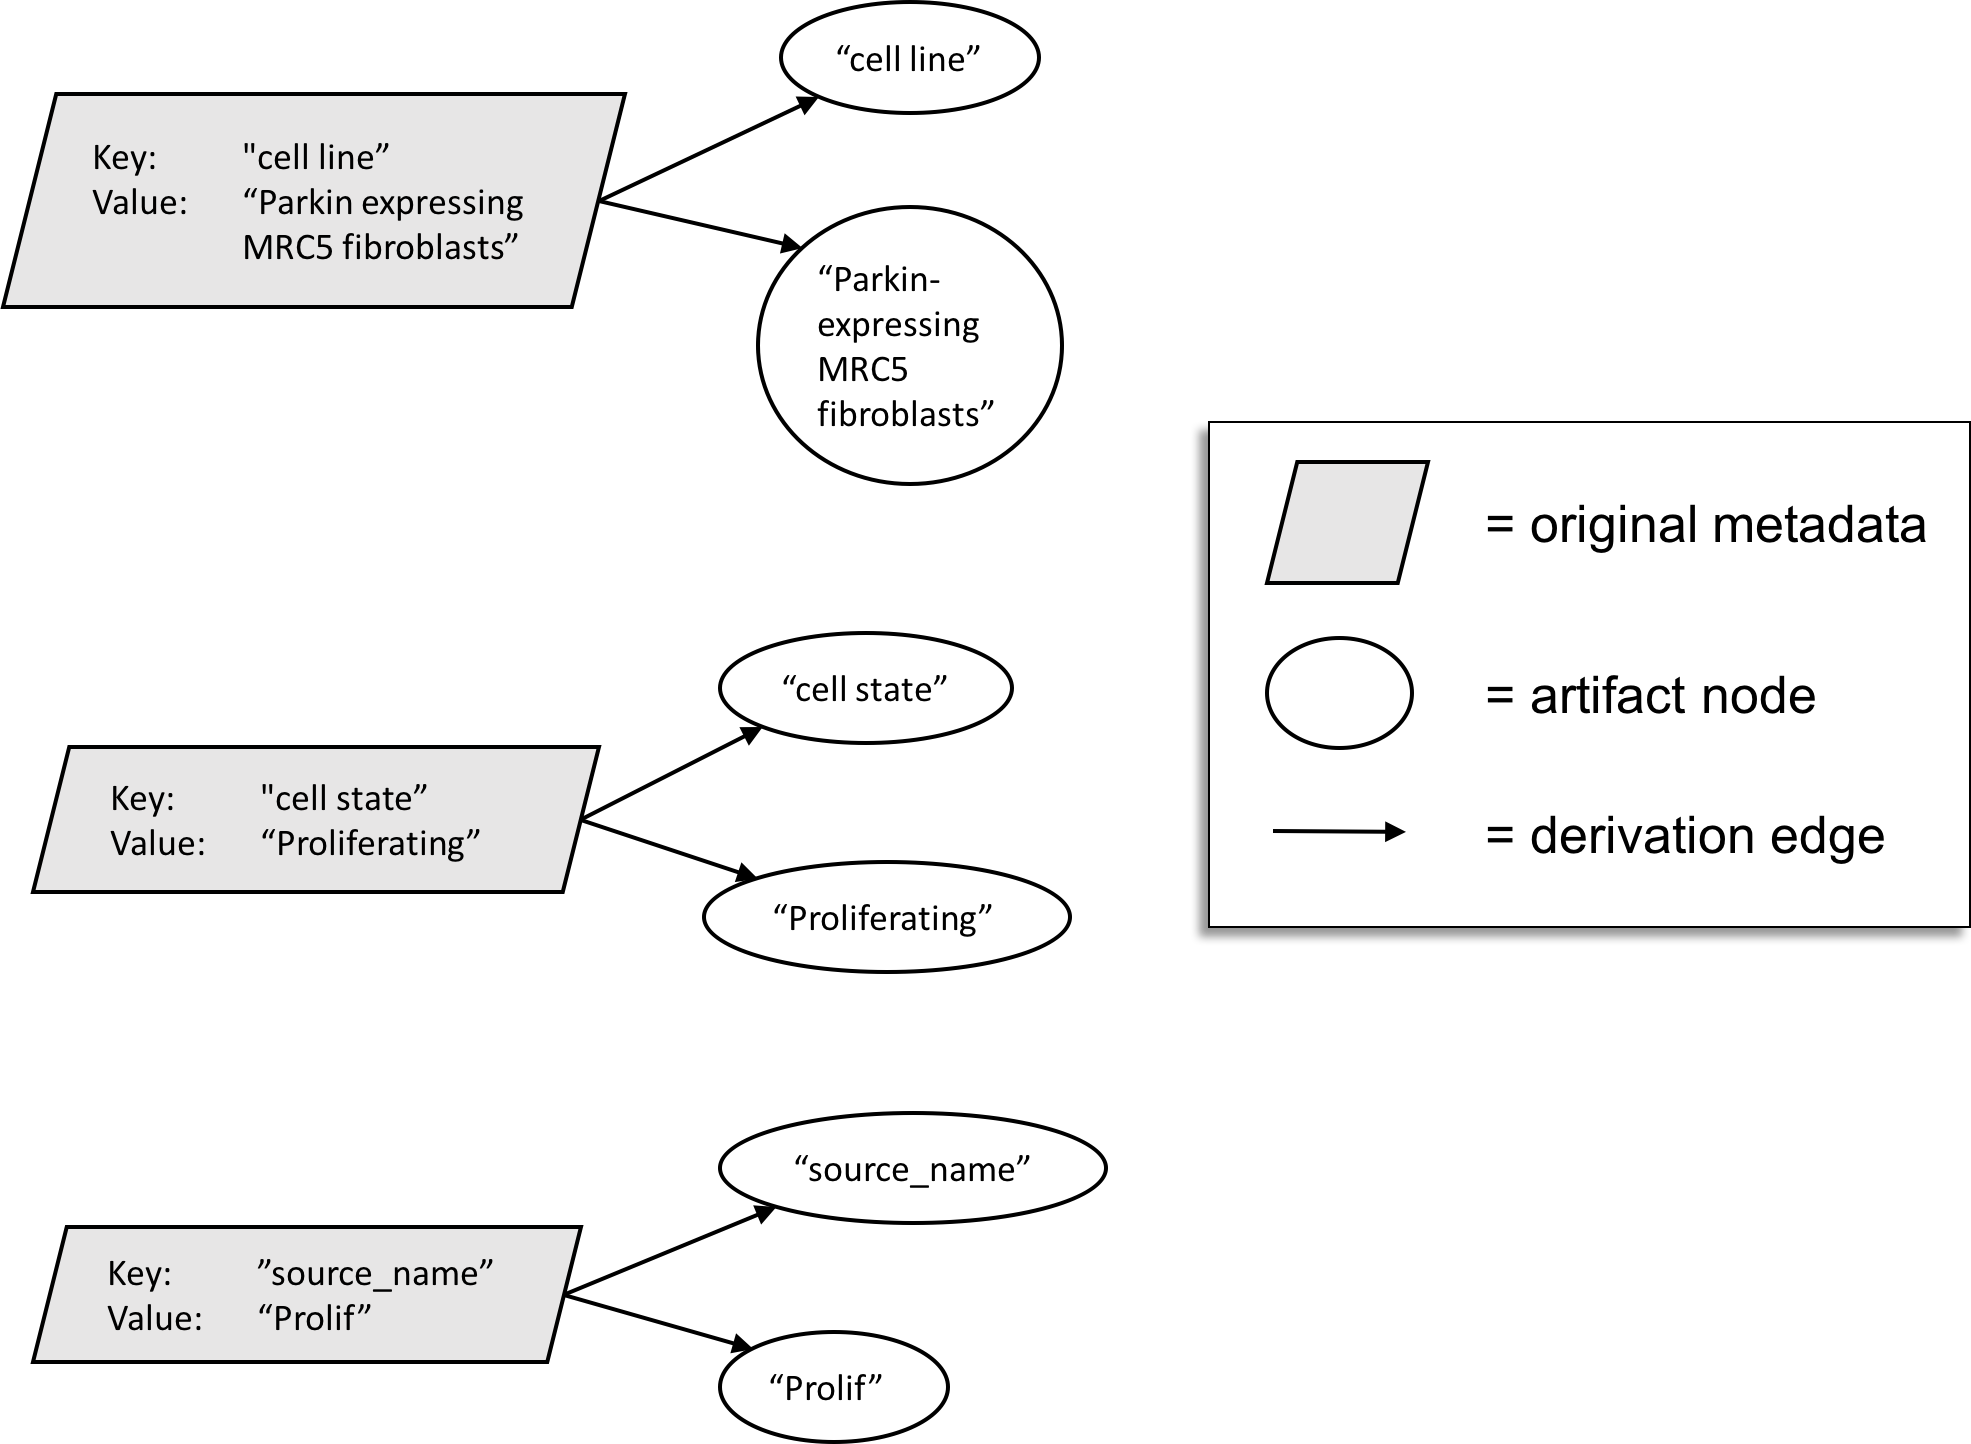 “cell line”
Key: "cell line”
Value: “Parkin expressing
MRC5 fibroblasts”
“Parkin-
expressing
MRC5
fibroblasts”
= original metadata
= artifact node
= derivation edge
“cell state”
Key: "cell state”
Value: “Proliferating”
“Proliferating”
“source_name”
Key: ”source_name”
Value: “Prolif”
“Prolif”